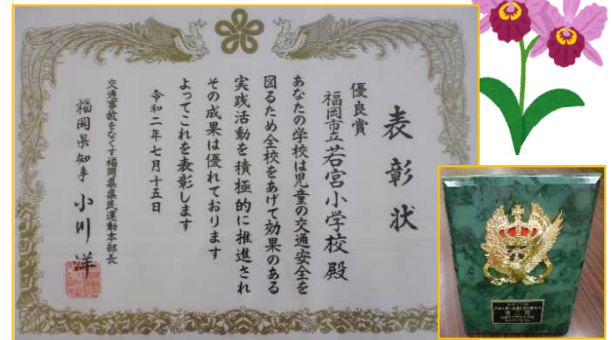 表彰状
優良賞
福岡市立若宮小学校殿
あなたの学校は児童の交通安全を
図るため全校をあげて効果のある
実践活動を積極的に推進され
その成果は優れております
よってこれを表彰します
令和二年七月十五日
交通事故をなくす福岡県県民運動本部長
福岡県知事 小川洋